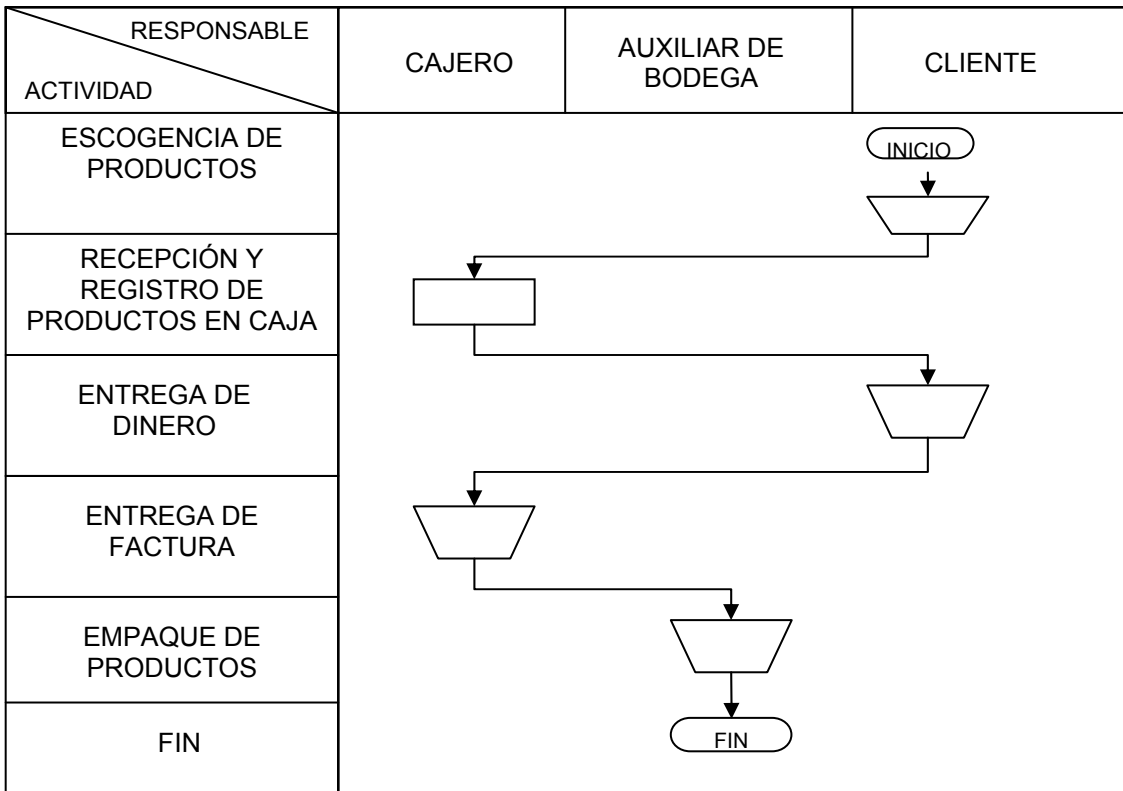 RESPONSABLE
ACTIVIDAD
CAJERO
AUXILIAR DE
BODEGA
CLIENTE
ESCOGENCIA DE
PRODUCTOS
INICIO
RECEPCIÓN Y
REGISTRO DE
PRODUCTOS EN CAJA
ENTREGA DE
DINERO
ENTREGA DE
FACTURA
EMPAQUE DE
PRODUCTOS
FIN
FIN